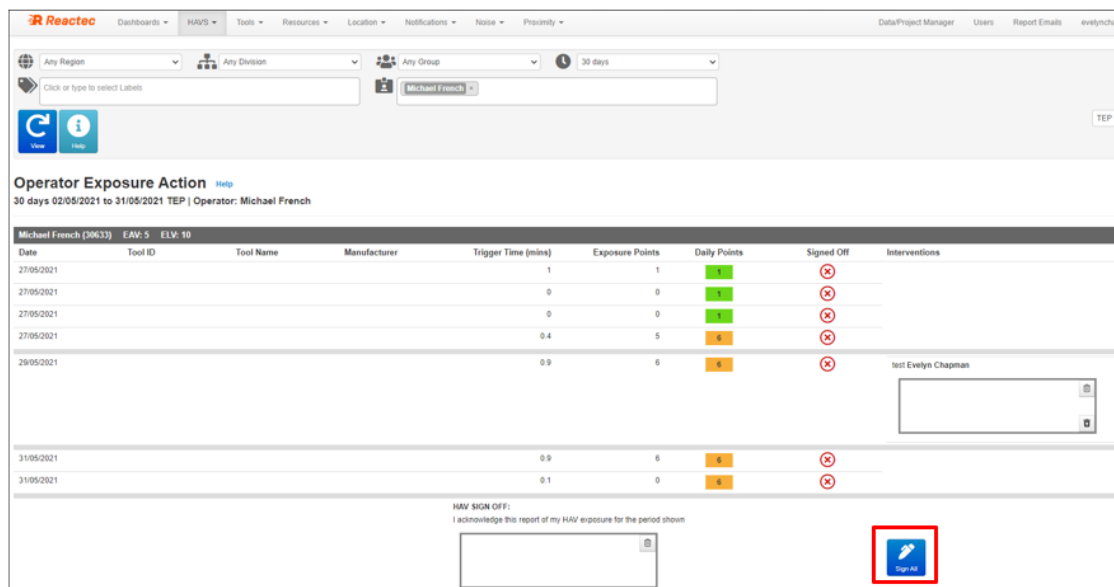 Reactec Dashboards HAVS Tools Resources Location Notifications Noise Proximity Data/Project Manager Users Report Emails evelyncha
Any Region Any Division Any Group 30 days
Click or type to select Labels Michael French ×
View Help TEP
Operator Exposure Action Help
30 days 02/05/2021 to 31/05/2021 TEP | Operator: Michael French
Michael French (30633) EAV: 5 ELV: 10
Date Tool ID Tool Name Manufacturer Trigger Time (mins) Exposure Points Daily Points Signed Off Interventions
27/05/2021 1 1 1
27/05/2021 0 0 1
27/05/2021 0 0 1
27/05/2021 0.4 5 6
29/05/2021 0.9 6 6 test Evelyn Chapman
31/05/2021 0.9 6 6
31/05/2021 0.1 0 6
HAV SIGN OFF:
I acknowledge this report of my HAV exposure for the period shown
Sign All